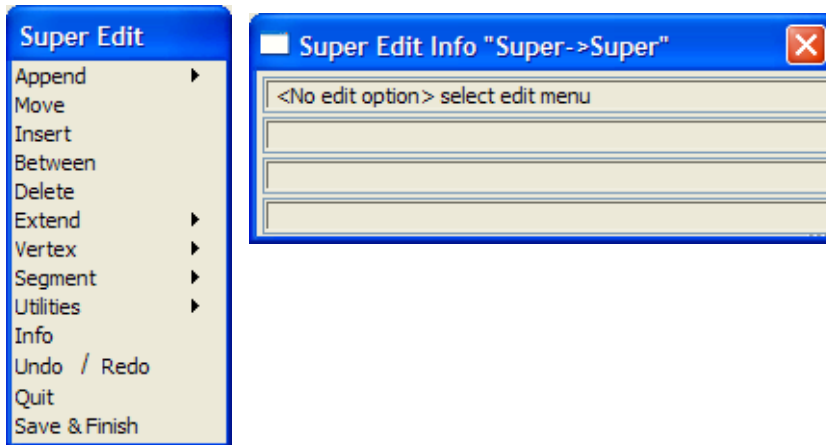 Super Edit
Append
Move
Insert
Between
Delete
Extend
Vertex
Segment
Utilities
Info
Undo / Redo
Quit
Save & Finish
Super Edit Info "Super->Super"
<No edit option> select edit menu